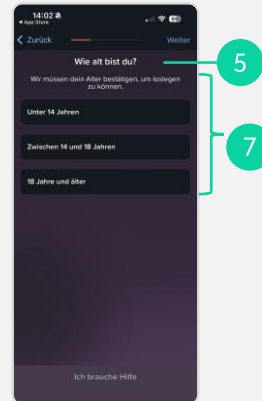 14:02
App Store
Zurück
Weiter
Wie alt bist du?
5
Wir müssen dein Alter bestätigen, um loslegen
zu können.
Unter 14 Jahren
7
Zwischen 14 und 18 Jahren
18 Jahre und älter
Ich brauche Hilfe